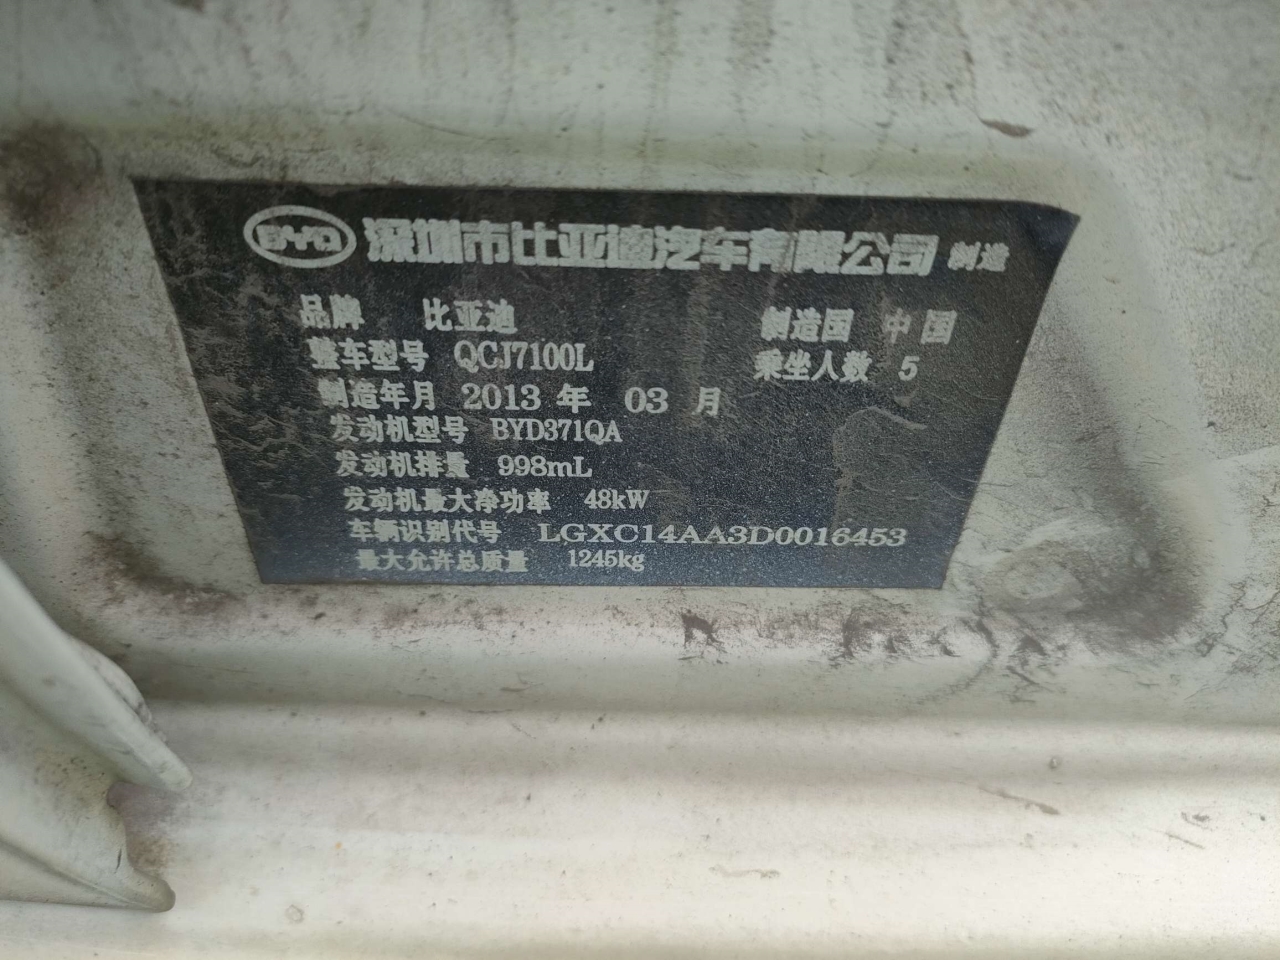 BYD 深圳市比亚迪汽车有限公司 制造
品牌 比亚迪 制造国 中国
整车型号 QCJ7100L 乘坐人数 5
制造年月 2013 年 03 月
发动机型号 BYD371QA
发动机排量 998mL
发动机最大净功率 48kW
车辆识别代号 LGXC14AA3D0016453
最大允许总质量 1245kg